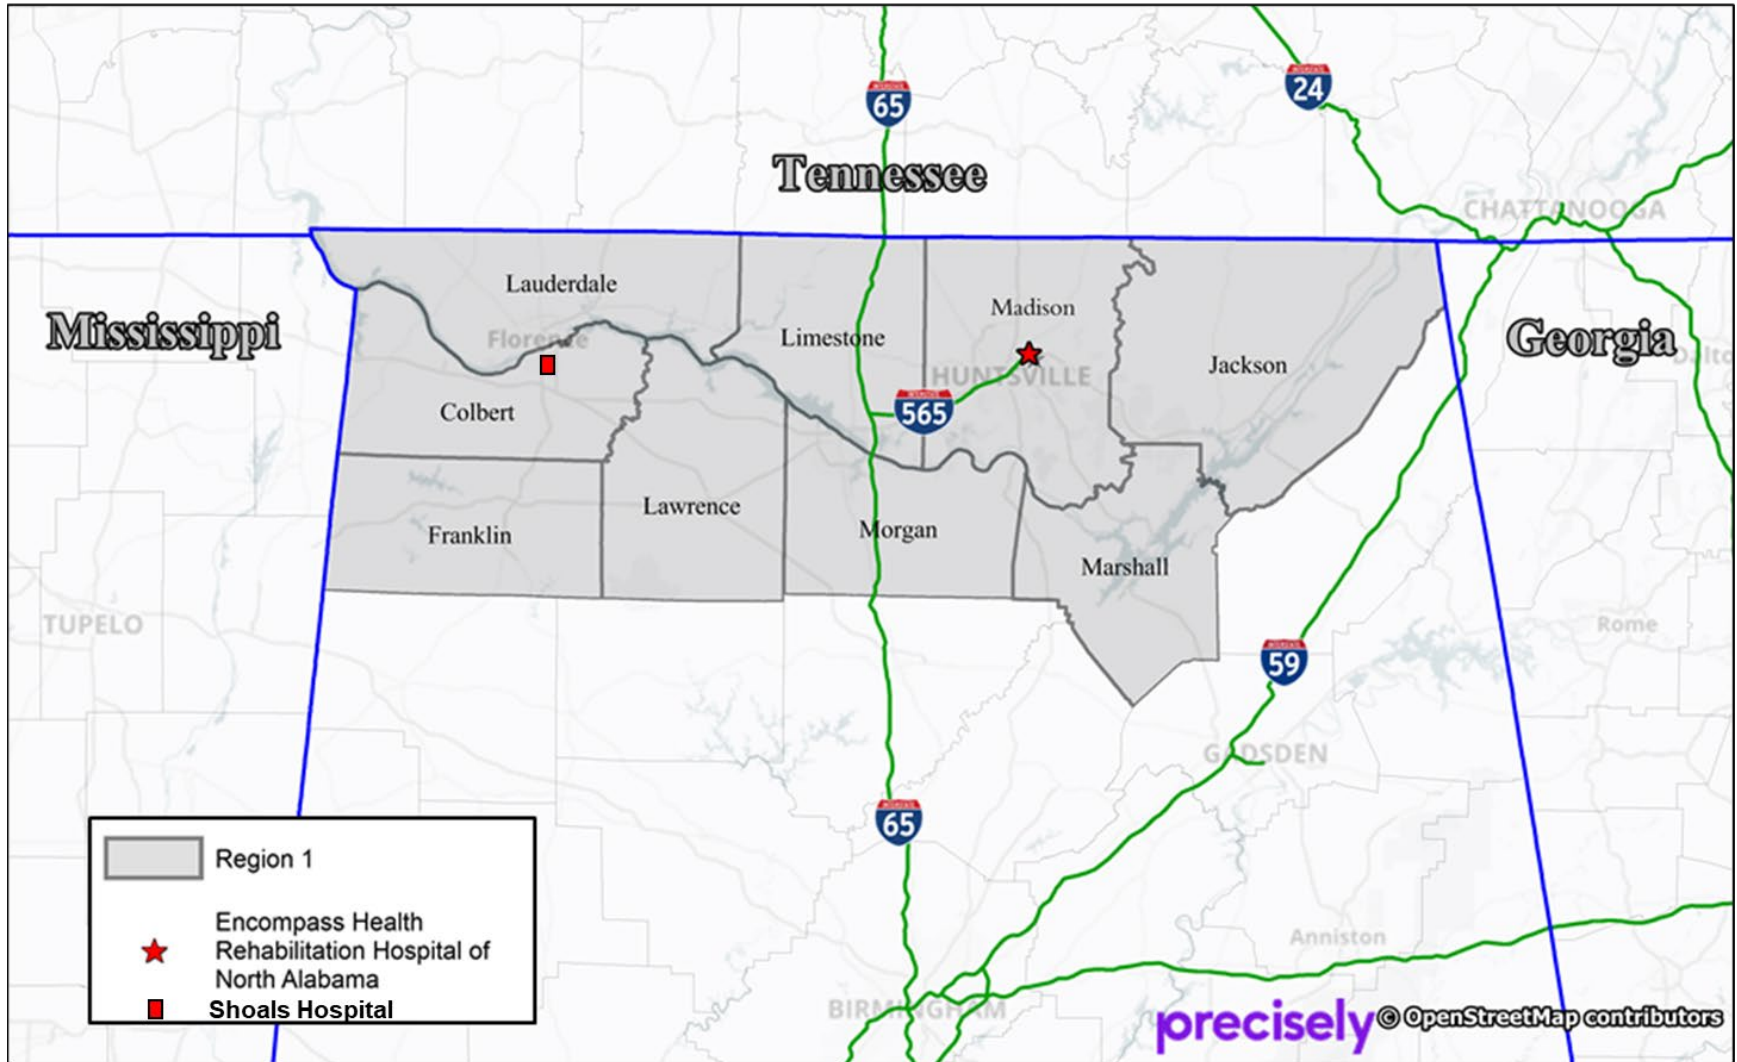 65
24
Tennessee
CHATTANOOGA
Lauderdale
Mississippi
Florence
Limestone
Madison
Georgia
Dalto
Jackson
HUNTSVILLE
Colbert
565
Lawrence
Franklin
Morgan
Marshall
TUPELO
Rome
59
GADSDEN
65
Region 1
Encompass Health
Rehabilitation Hospital of
North Alabama
Shoals Hospital
Anniston
BIRMINGHAM
precisely
© OpenStreetMap contributors